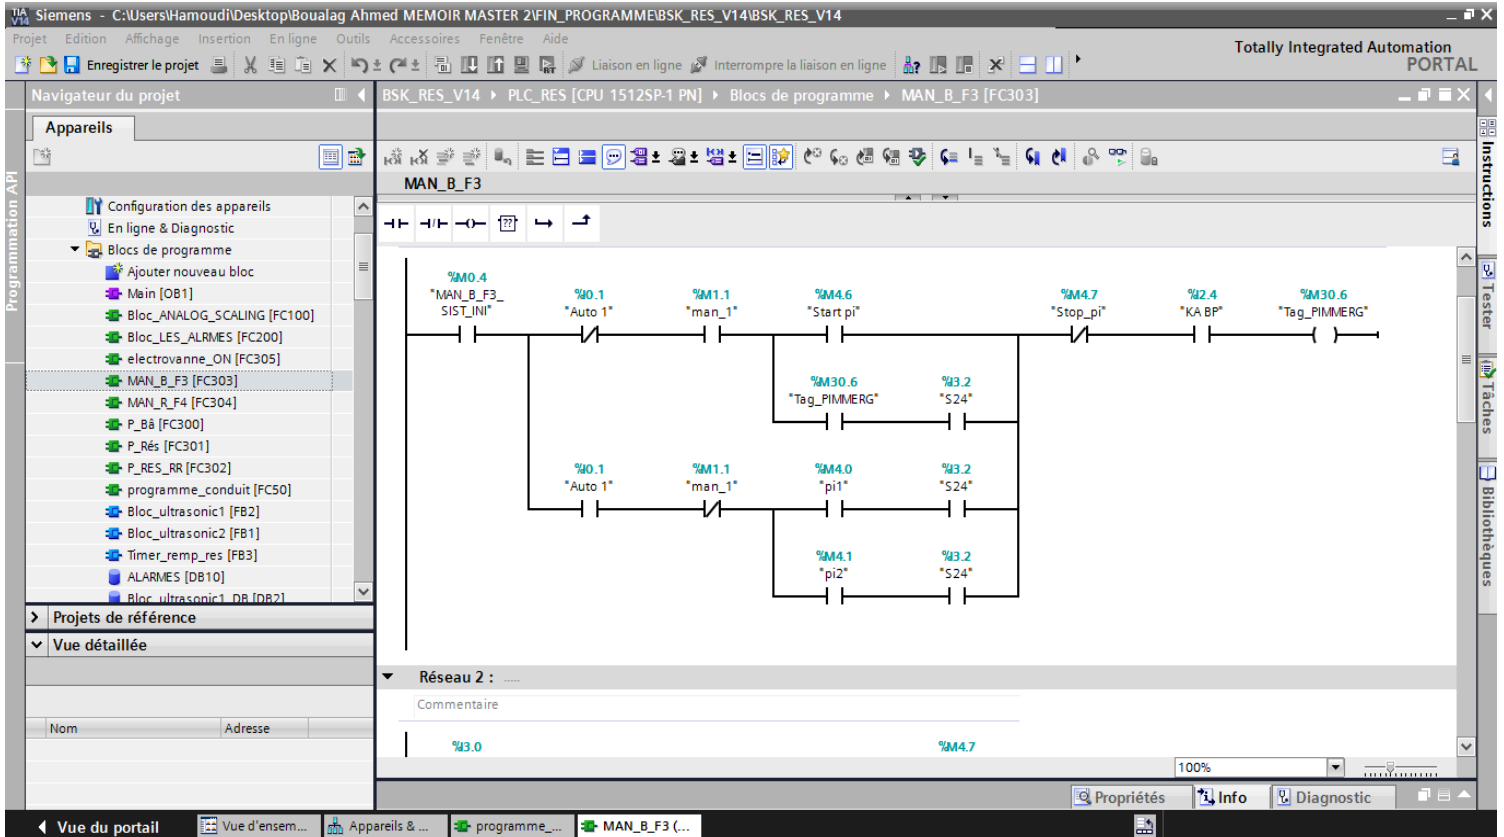 Siemens - C:\Users\Hamoudi\Desktop\Boualag Ahmed MEMOIR MASTER 2\FIN_PROGRAMME\BSK_RES_V14\BSK_RES_V14
Projet Edition Affichage Insertion En ligne Outils Accessoires Fenêtre Aide
Totally Integrated Automation
PORTAL
Enregistrer le projet Liaison en ligne Interrompre la liaison en ligne
Navigateur du projet
BSK_RES_V14 PLC_RES [CPU 1512SP-1 PN] Blocs de programme MAN_B_F3 [FC303]
Appareils
Programmation API
Configuration des appareils
En ligne & Diagnostic
Blocs de programme
Ajouter nouveau bloc
Main [OB1]
Bloc_ANALOG_SCALING [FC100]
Bloc_LES_ALRMES [FC200]
electrovanne_ON [FC305]
MAN_B_F3 [FC303]
MAN_R_F4 [FC304]
P_Bâ [FC300]
P_Rés [FC301]
P_RES_RR [FC302]
programme_conduit [FC50]
Bloc_ultrasonic1 [FB2]
Bloc_ultrasonic2 [FB1]
Timer_remp_res [FB3]
ALARMES [DB10]
Bloc_ultrasonic1_DB [DB2]
Projets de référence
Vue détaillée
Nom Adresse
MAN_B_F3
%M0.4
"MAN_B_F3_
SIST_INI"
%I0.1
"Auto 1"
%M1.1
"man_1"
%M4.6
"Start pi"
%M4.7
"Stop_pi"
%I2.4
"KA BP"
%M30.6
"Tag_PIMMERG"
%M30.6
"Tag_PIMMERG"
%I3.2
"S24"
%I0.1
"Auto 1"
%M1.1
"man_1"
%M4.0
"pi1"
%I3.2
"S24"
%M4.1
"pi2"
%I3.2
"S24"
Réseau 2 : .....
Commentaire
%I3.0
%M4.7
100%
Propriétés Info Diagnostic
Instructions
Tester
Tâches
Bibliothèques
Vue du portail Vue d'ensem... Appareils & ... programme_... MAN_B_F3 (...